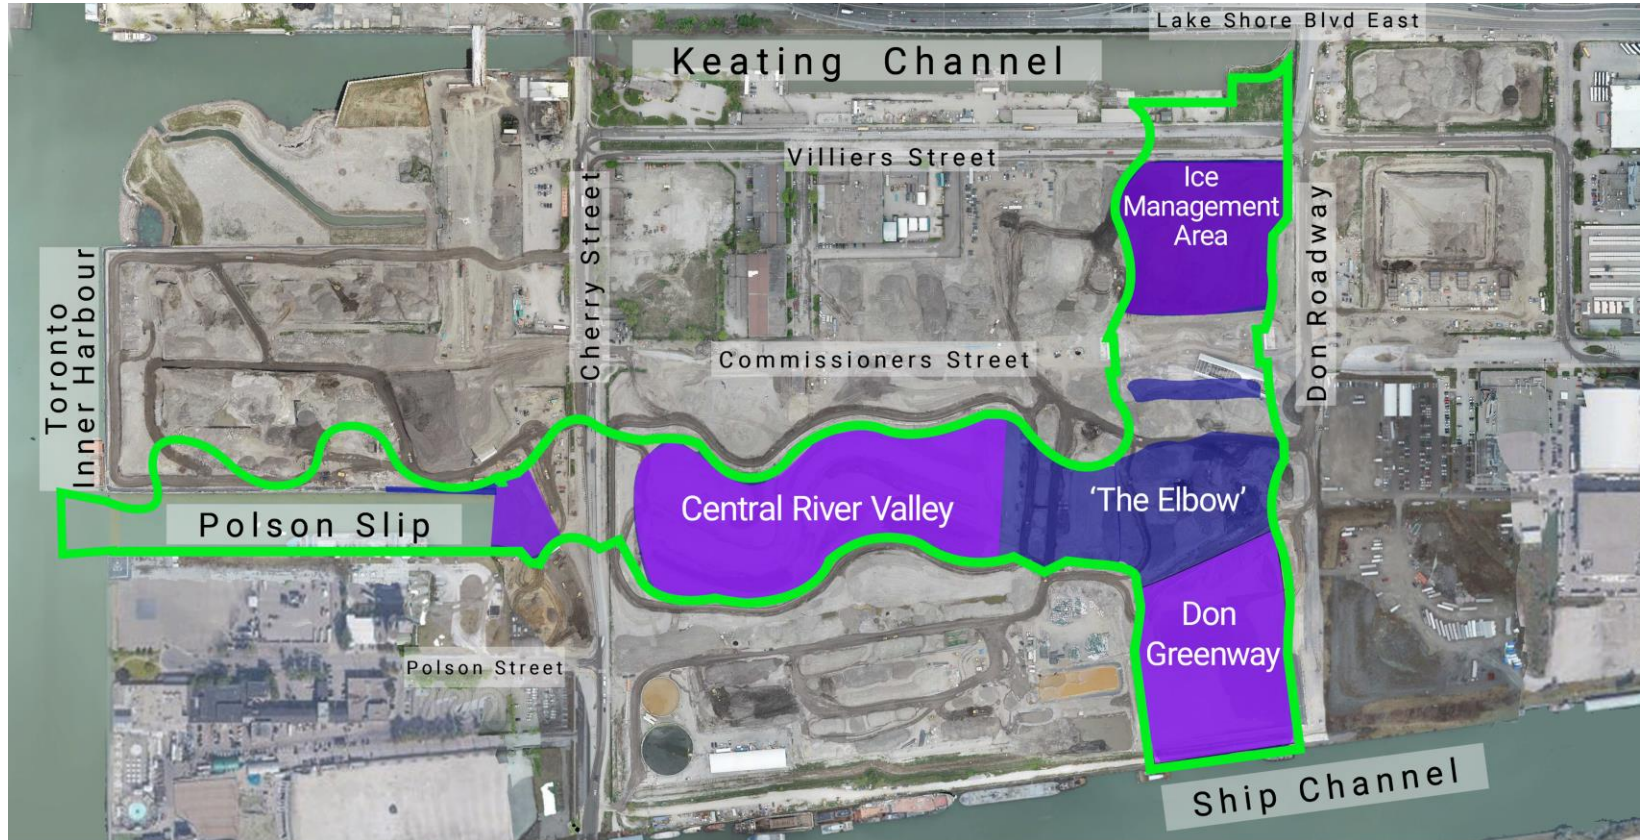 Lake Shore Blvd East
Keating Channel
Villiers Street
Ice
Management
Area
Cherry Street
Don Roadway
Toronto
Inner Harbour
Commissioners Street
Central River Valley
'The Elbow'
Polson Slip
Don
Greenway
Polson Street
Ship Channel